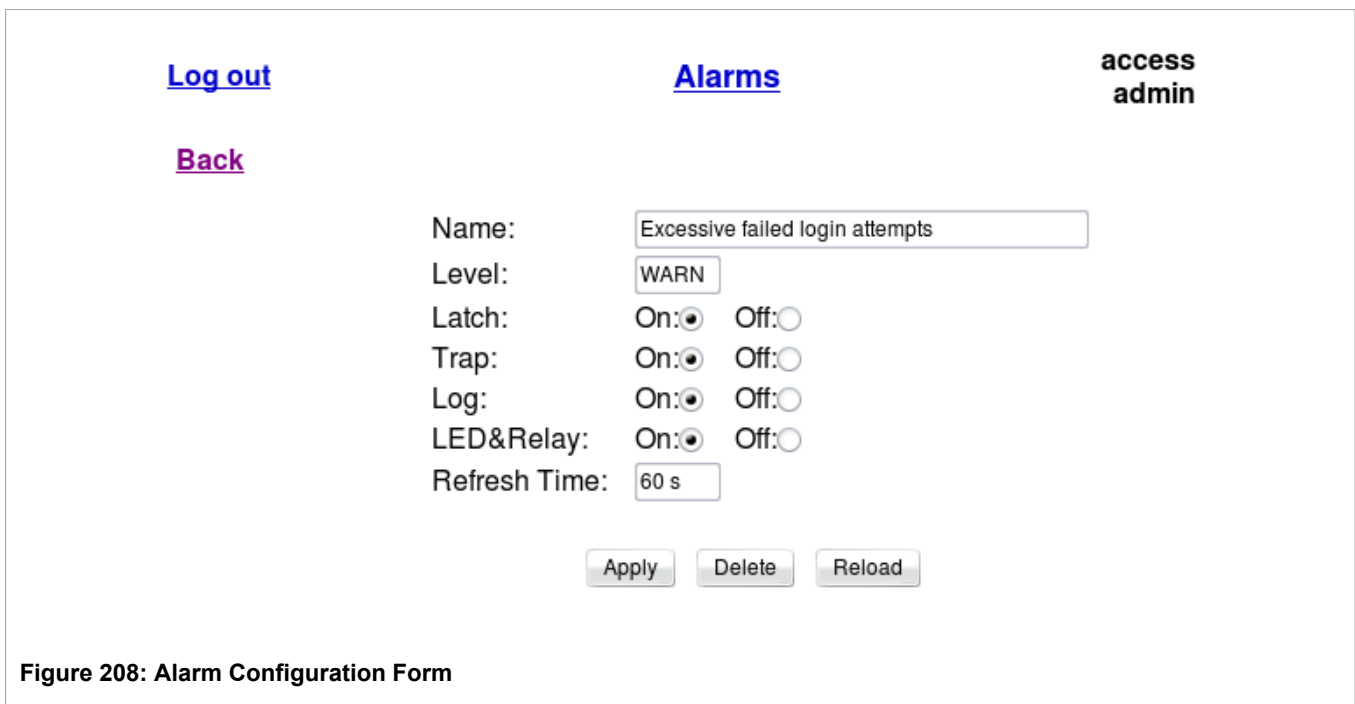 Log out
Alarms
access
admin
Back
Name: Excessive failed login attempts
Level: WARN
Latch: On: Off:
Trap: On: Off:
Log: On: Off:
LED&Relay: On: Off:
Refresh Time: 60 s
Apply Delete Reload
Figure 208: Alarm Configuration Form